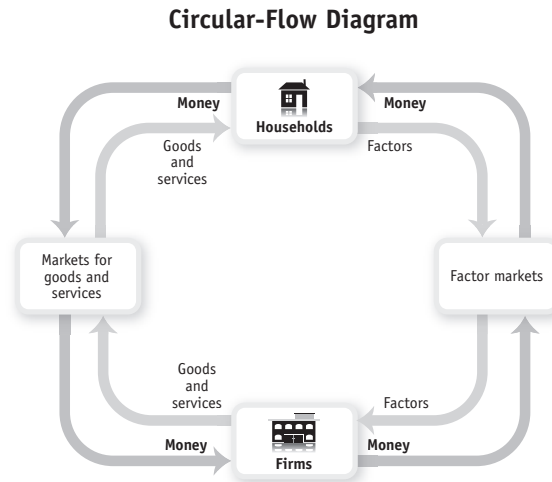 Circular-Flow Diagram
Money
Households
Money
Goods
and
services
Factors
Markets for
goods and
services
Factor markets
Goods
and
services
Factors
Money
Firms
Money